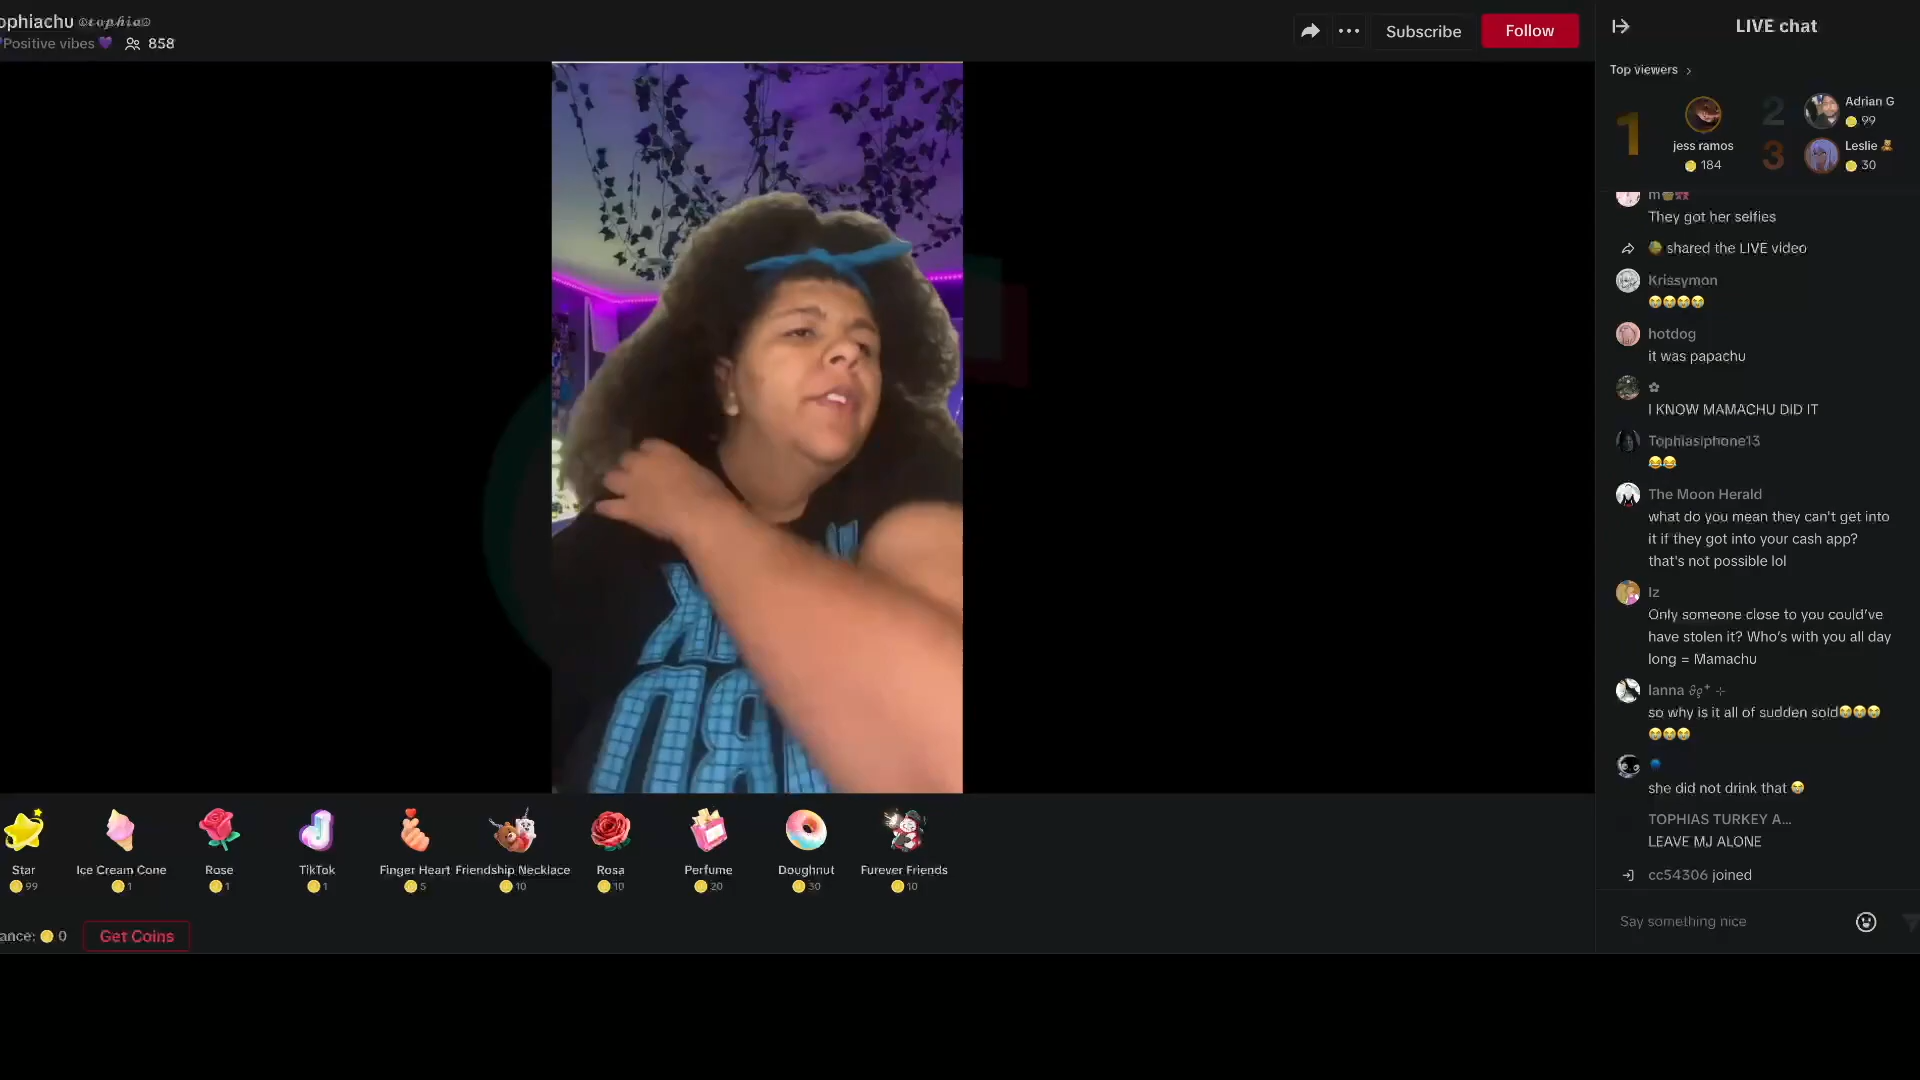 ophiachu @𝓽𝓸𝓹𝓱𝓲𝓪
Positive vibes 💜 858
Subscribe
Follow
LIVE chat
Top viewers >
1
jess ramos
184
2
Adrian G
99
3
Leslie 🧸
30
They got her selfies
shared the LIVE video
Krissymon
😭😭😭😭
hotdog
it was papachu
✿
I KNOW MAMACHU DID IT
Tophiasiphone13
😂😂
The Moon Herald
what do you mean they can't get into
it if they got into your cash app?
that's not possible lol
Iz
Only someone close to you could've
have stolen it? Who's with you all day
long = Mamachu
Ianna
so why is it all of sudden sold😭😭😭
😭😭😭
she did not drink that 😭
TOPHIAS TURKEY A...
LEAVE MJ ALONE
cc54306 joined
Say something nice
Star
99
Ice Cream Cone
1
Rose
1
TikTok
1
Finger Heart
5
Friendship Necklace
10
Rosa
10
Perfume
20
Doughnut
30
Furever Friends
10
ance: 0
Get Coins